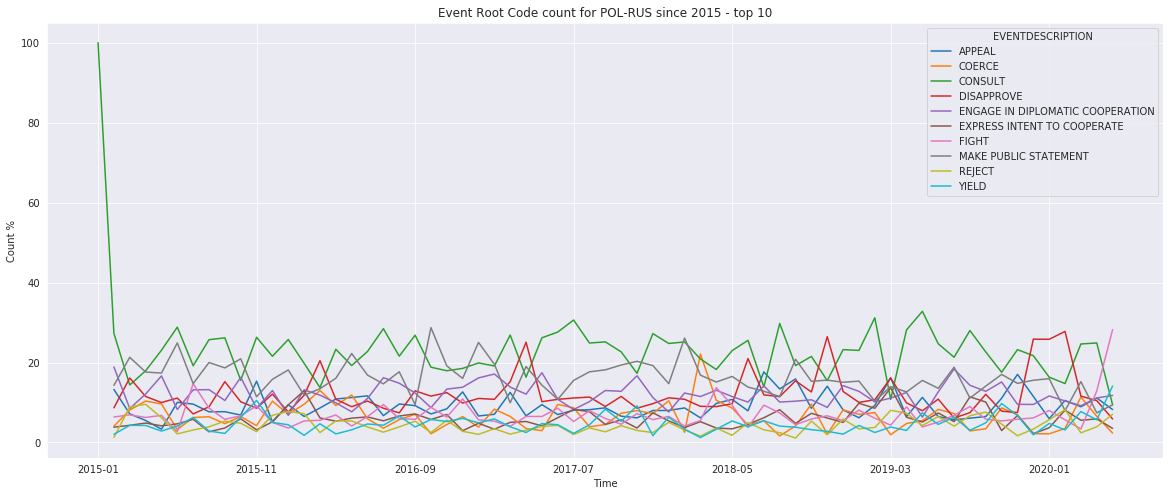 Event Root Code count for POL-RUS since 2015 - top 10
EVENTDESCRIPTION
APPEAL
COERCE
CONSULT
DISAPPROVE
ENGAGE IN DIPLOMATIC COOPERATION
EXPRESS INTENT TO COOPERATE
FIGHT
MAKE PUBLIC STATEMENT
REJECT
YIELD
Count %
100
80
60
40
20
0
2015-01
2015-11
2016-09
2017-07
2018-05
2019-03
2020-01
Time